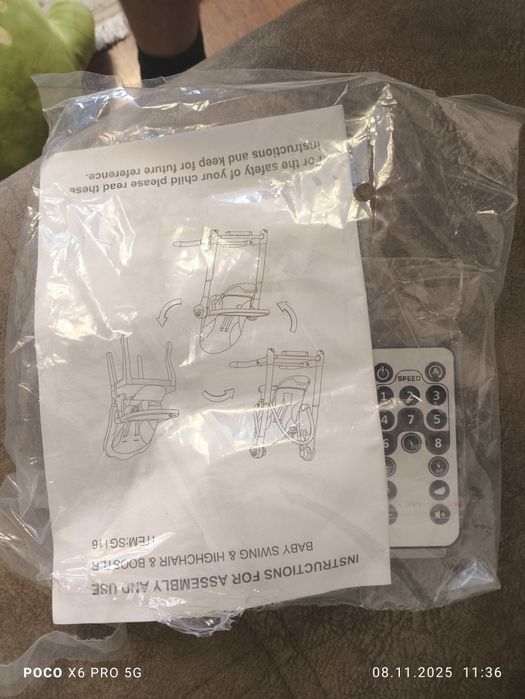 INSTRUCTIONS FOR ASSEMBLY AND USE
BABY SWING & HIGHCHAIR & BOOSTER
ITEM:SG116
For the safety of your child please read these
instructions and keep for future reference.
SPEED A
1 2 3
4 7 5
6 8
POCO X6 PRO 5G
08.11.2025 11:36